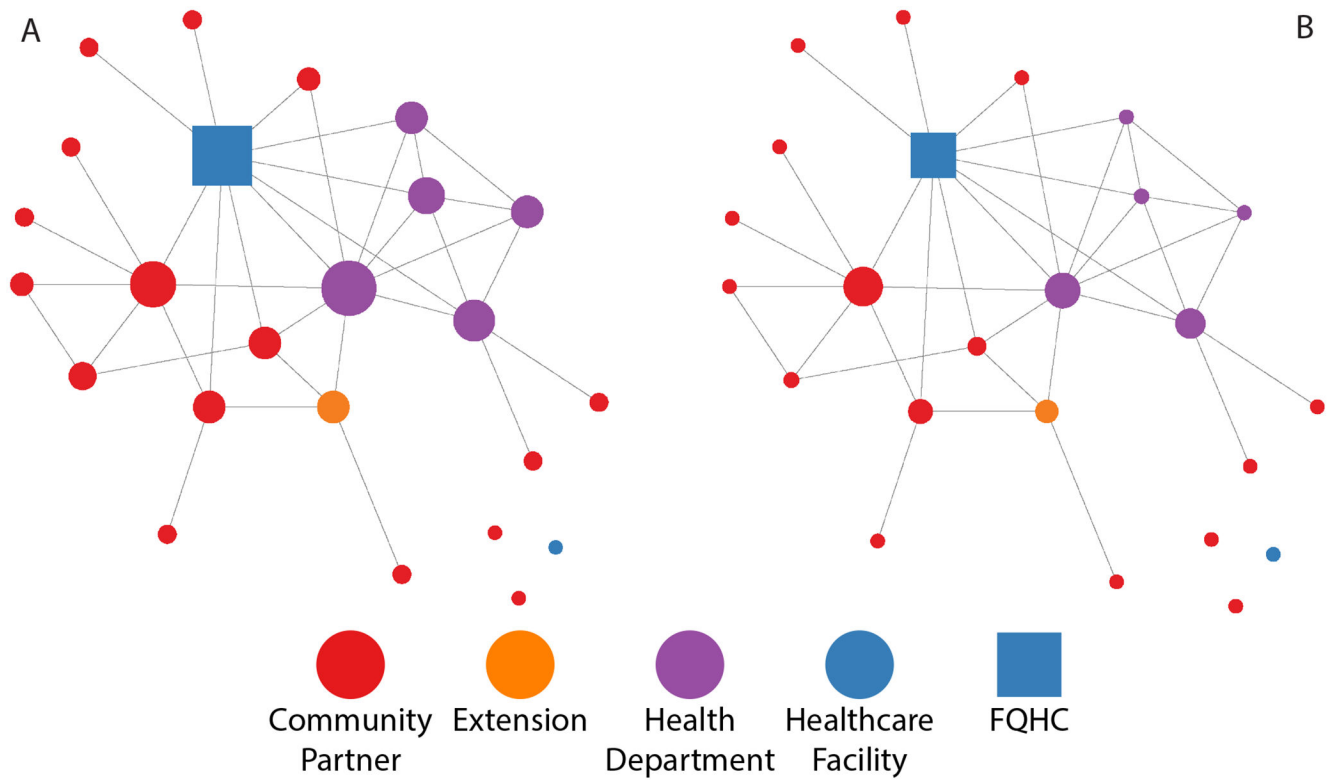 A
B
Community
Partner
Extension
Health
Department
Healthcare
Facility
FQHC